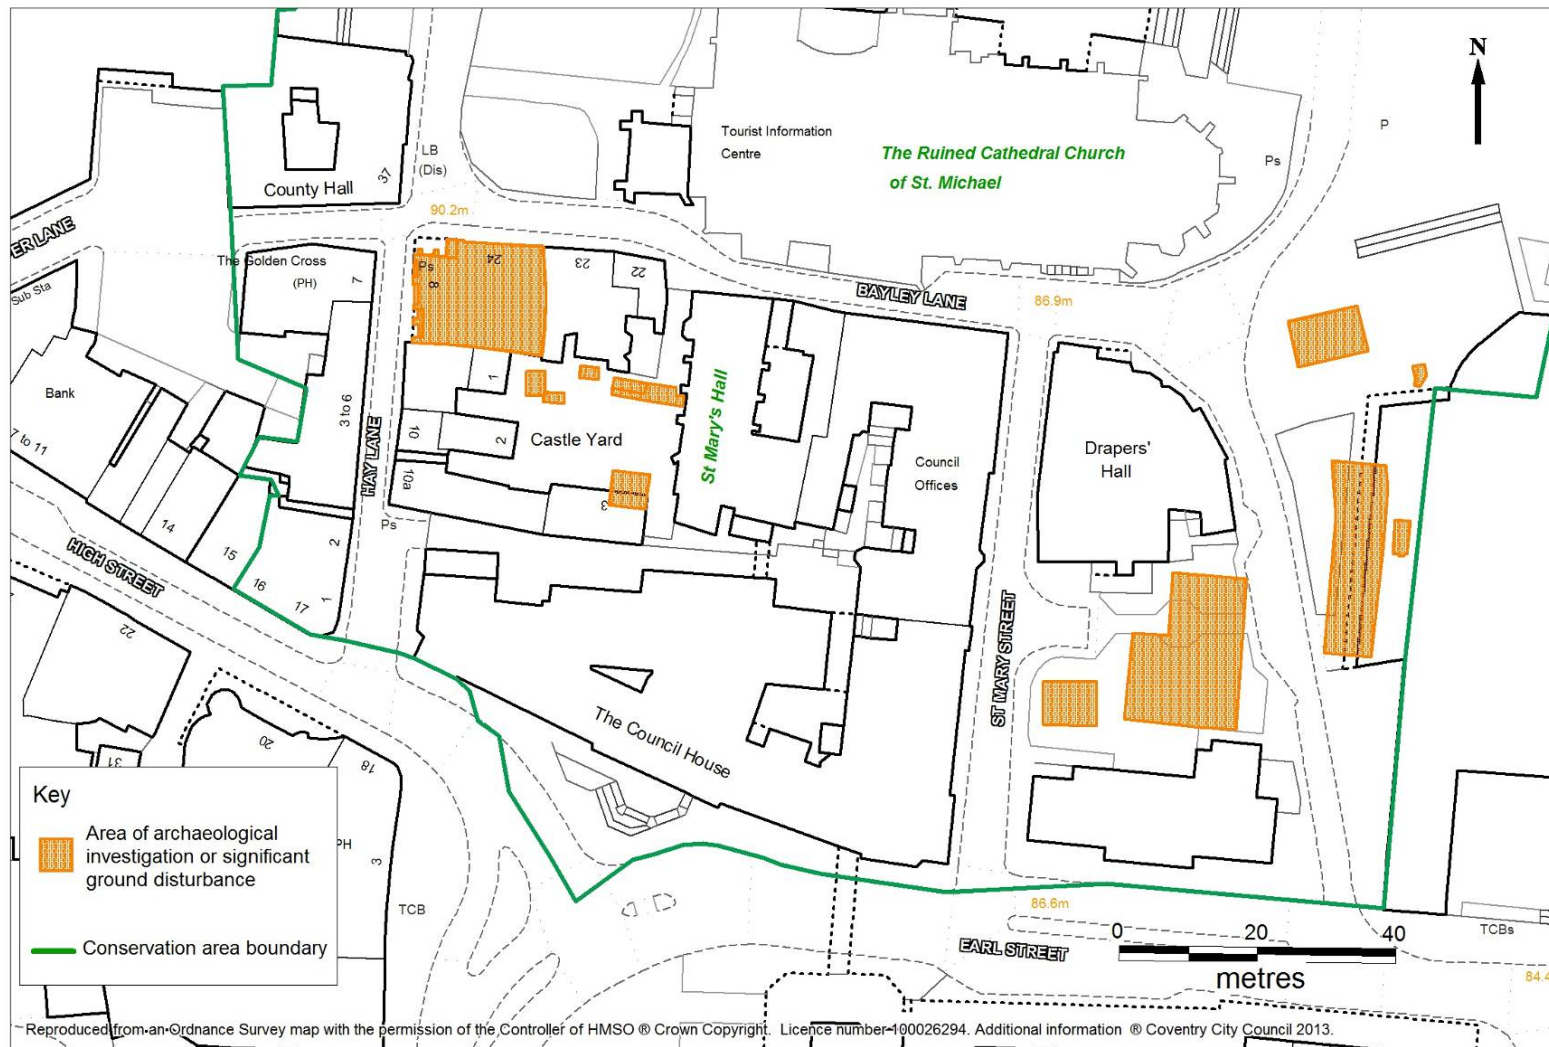 N
P
Ps
Tourist Information
Centre
The Ruined Cathedral Church
of St. Michael
LB
(Dis)
37
County Hall
90.2m
ER LANE
The Golden Cross
(PH)
7
Sub Sta
Ps
8
24
23
22
BAYLEY LANE
86.9m
Bank
7 to 11
3 to 6
HAY LANE
1
10
2
10a
Castle Yard
3
St Mary's Hall
Council
Offices
Drapers'
Hall
14
15
16
17
1
2
Ps
HIGH STREET
22
ST MARY STREET
The Council House
20
18
31
PH
3
TCB
86.6m
EARL STREET
TCBs
84.4
0 20 40
metres
Key
Area of archaeological
investigation or significant
ground disturbance
Conservation area boundary
Reproduced from an Ordnance Survey map with the permission of the Controller of HMSO ® Crown Copyright. Licence number 100026294. Additional information ® Coventry City Council 2013.